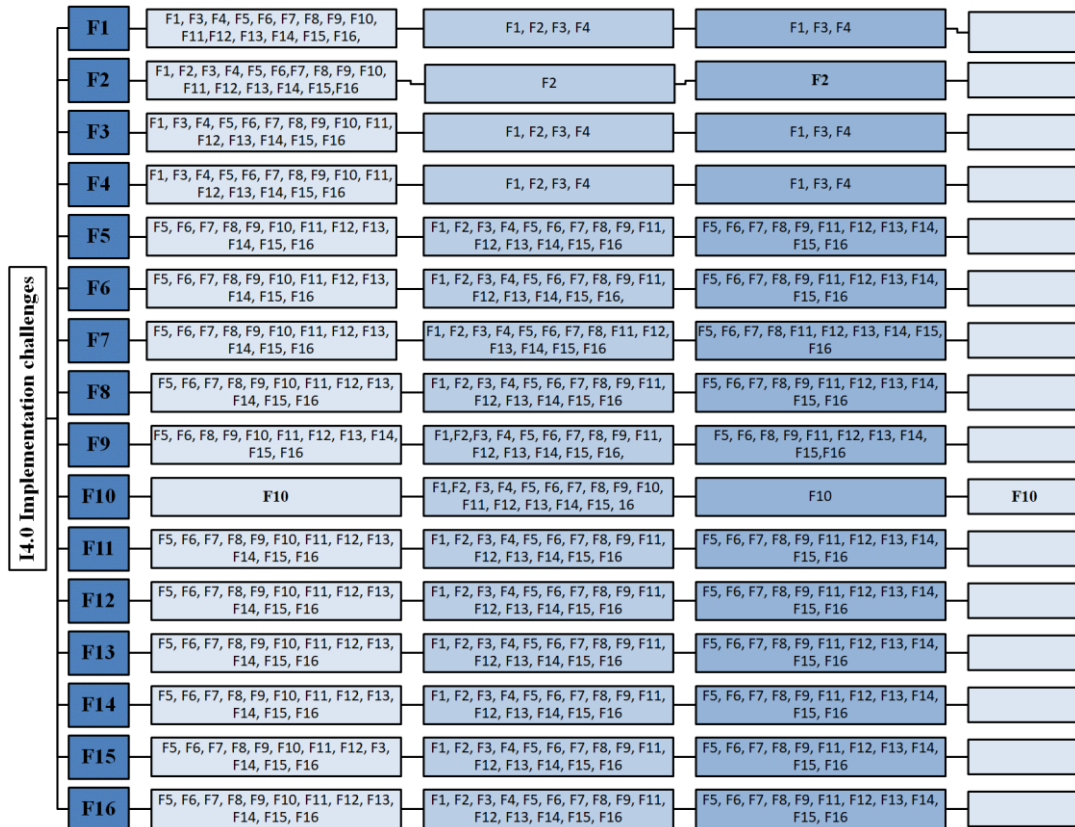 I4.0 Implementation challenges
F1
F1, F3, F4, F5, F6, F7, F8, F9, F10,
F11,F12, F13, F14, F15, F16,
F1, F2, F3, F4
F1, F3, F4
F2
F1, F2, F3, F4, F5, F6,F7, F8, F9, F10,
F11, F12, F13, F14, F15,F16
F2
F2
F3
F1, F3, F4, F5, F6, F7, F8, F9, F10, F11,
F12, F13, F14, F15, F16
F1, F2, F3, F4
F1, F3, F4
F4
F1, F3, F4, F5, F6, F7, F8, F9, F10, F11,
F12, F13, F14, F15, F16
F1, F2, F3, F4
F1, F3, F4
F5
F5, F6, F7, F8, F9, F10, F11, F12, F13,
F14, F15, F16
F1, F2, F3, F4, F5, F6, F7, F8, F9, F11,
F12, F13, F14, F15, F16
F5, F6, F7, F8, F9, F11, F12, F13, F14,
F15, F16
F6
F5, F6, F7, F8, F9, F10, F11, F12, F13,
F14, F15, F16
F1, F2, F3, F4, F5, F6, F7, F8, F9, F11,
F12, F13, F14, F15, F16,
F5, F6, F7, F8, F9, F11, F12, F13, F14,
F15, F16
F7
F5, F6, F7, F8, F9, F10, F11, F12, F13,
F14, F15, F16
F1, F2, F3, F4, F5, F6, F7, F8, F11, F12,
F13, F14, F15, F16
F5, F6, F7, F8, F11, F12, F13, F14, F15,
F16
F8
F5, F6, F7, F8, F9, F10, F11, F12, F13,
F14, F15, F16
F1, F2, F3, F4, F5, F6, F7, F8, F9, F11,
F12, F13, F14, F15, F16
F5, F6, F7, F8, F9, F11, F12, F13, F14,
F15, F16
F9
F5, F6, F8, F9, F10, F11, F12, F13, F14,
F15, F16
F1,F2,F3, F4, F5, F6, F7, F8, F9, F11,
F12, F13, F14, F15, F16,
F5, F6, F8, F9, F11, F12, F13, F14,
F15,F16
F10
F10
F1,F2, F3, F4, F5, F6, F7, F8, F9, F10,
F11, F12, F13, F14, F15, 16
F10
F10
F11
F5, F6, F7, F8, F9, F10, F11, F12, F13,
F14, F15, F16
F1, F2, F3, F4, F5, F6, F7, F8, F9, F11,
F12, F13, F14, F15, F16
F5, F6, F7, F8, F9, F11, F12, F13, F14,
F15, F16
F12
F5, F6, F7, F8, F9, F10, F11, F12, F13,
F14, F15, F16
F1, F2, F3, F4, F5, F6, F7, F8, F9, F11,
F12, F13, F14, F15, F16
F5, F6, F7, F8, F9, F11, F12, F13, F14,
F15, F16
F13
F5, F6, F7, F8, F9, F10, F11, F12, F13,
F14, F15, F16
F1, F2, F3, F4, F5, F6, F7, F8, F9, F11,
F12, F13, F14, F15, F16
F5, F6, F7, F8, F9, F11, F12, F13, F14,
F15, F16
F14
F5, F6, F7, F8, F9, F10, F11, F12, F13,
F14, F15, F16
F1, F2, F3, F4, F5, F6, F7, F8, F9, F11,
F12, F13, F14, F15, F16
F5, F6, F7, F8, F9, F11, F12, F13, F14,
F15, F16
F15
F5, F6, F7, F8, F9, F10, F11, F12, F3,
F14, F15, F16
F1, F2, F3, F4, F5, F6, F7, F8, F9, F11,
F12, F13, F14, F15, F16
F5, F6, F7, F8, F9, F11, F12, F13, F14,
F15, F16
F16
F5, F6, F7, F8, F9, F10, F11, F12, F13,
F14, F15, F16
F1, F2, F3, F4, F5, F6, F7, F8, F9, F11,
F12, F13, F14, F15, F16
F5, F6, F7, F8, F9, F11, F12, F13, F14,
F15, F16